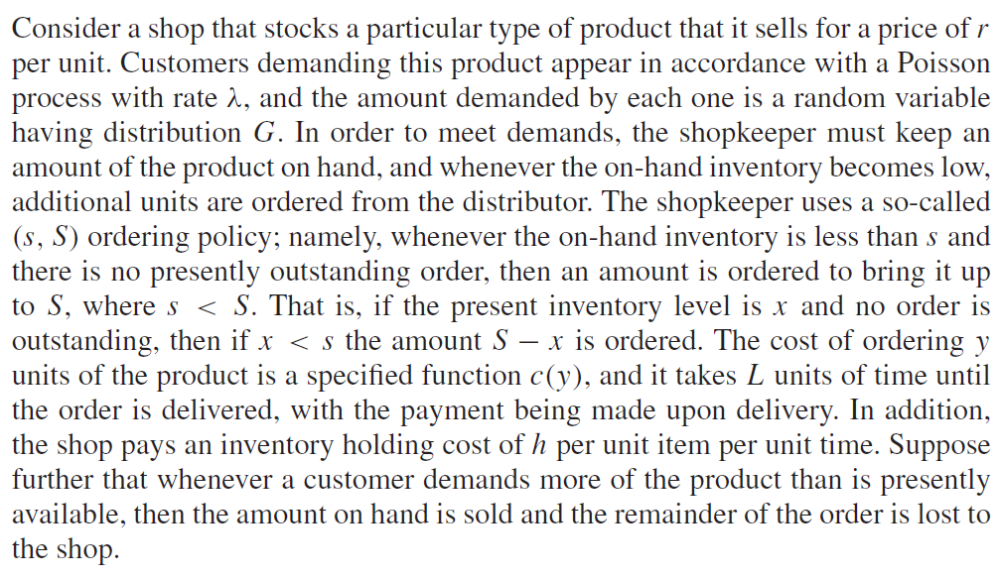 Consider a shop that stocks a particular type of product that it sells for a price of r
per unit. Customers demanding this product appear in accordance with a Poisson
process with rate λ, and the amount demanded by each one is a random variable
having distribution G. In order to meet demands, the shopkeeper must keep an
amount of the product on hand, and whenever the on-hand inventory becomes low,
additional units are ordered from the distributor. The shopkeeper uses a so-called
(s, S) ordering policy; namely, whenever the on-hand inventory is less than s and
there is no presently outstanding order, then an amount is ordered to bring it up
to S, where s < S. That is, if the present inventory level is x and no order is
outstanding, then if x < s the amount S − x is ordered. The cost of ordering y
units of the product is a specified function c(y), and it takes L units of time until
the order is delivered, with the payment being made upon delivery. In addition,
the shop pays an inventory holding cost of h per unit item per unit time. Suppose
further that whenever a customer demands more of the product than is presently
available, then the amount on hand is sold and the remainder of the order is lost to
the shop.